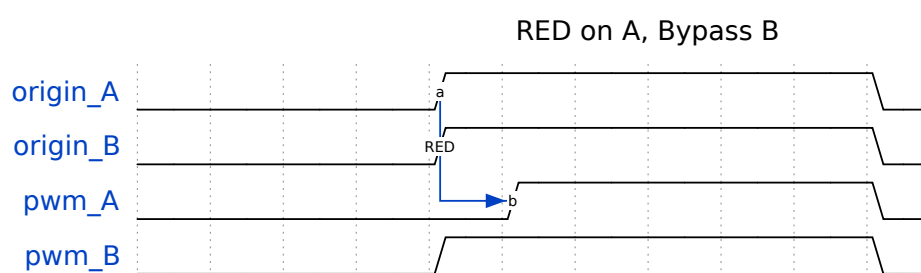 RED on A, Bypass B
origin_A
a
origin_B
RED
pwm_A
b
pwm_B